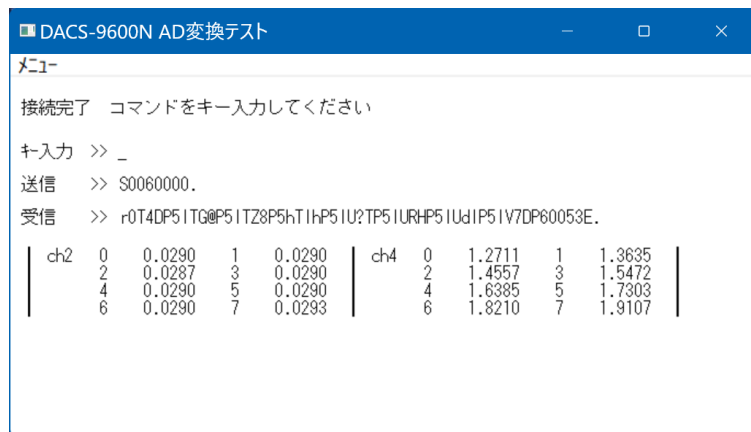 DACS-9600N AD変換テスト
メニュー
接続完了 コマンドをキー入力してください
キー入力 >> _
送信 >> S0060000.
受信 >> r0T4DP5ITG@P5ITZ8P5hTIhP5IU?TP5IURHP5IUdIP5IV7DP60053E.
ch2 0 0.0290 1 0.0290 ch4 0 1.2711 1 1.3635
2 0.0287 3 0.0290 2 1.4557 3 1.5472
4 0.0290 5 0.0290 4 1.6385 5 1.7303
6 0.0290 7 0.0293 6 1.8210 7 1.9107